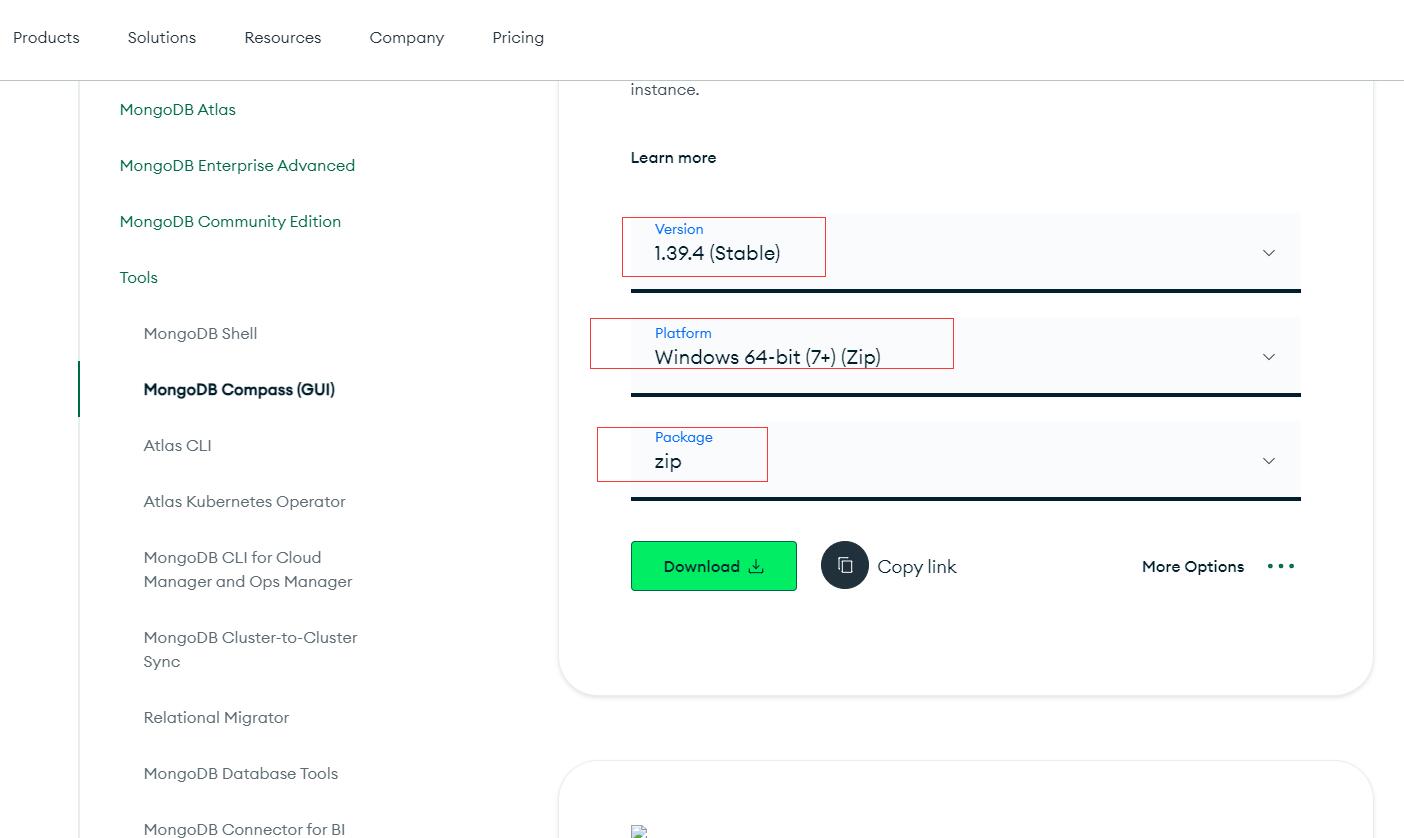 Products
Solutions
Resources
Company
Pricing
MongoDB Atlas
MongoDB Enterprise Advanced
MongoDB Community Edition
Tools
MongoDB Shell
MongoDB Compass (GUI)
Atlas CLI
Atlas Kubernetes Operator
MongoDB CLI for Cloud
Manager and Ops Manager
MongoDB Cluster-to-Cluster
Sync
Relational Migrator
MongoDB Database Tools
MongoDB Connector for BI
instance.
Learn more
Version
1.39.4 (Stable)
Platform
Windows 64-bit (7+) (Zip)
Package
zip
Download
Copy link
More Options